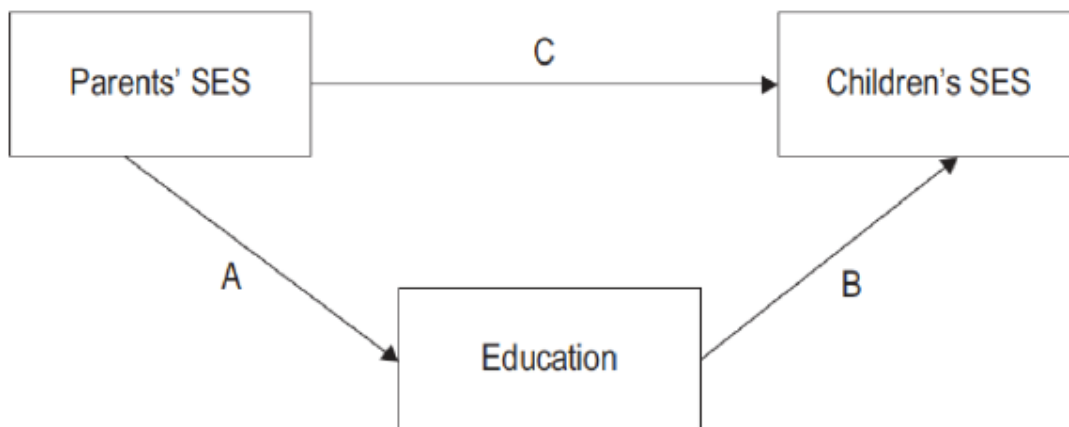 C
Parents’ SES
Children’s SES
A
B
Education